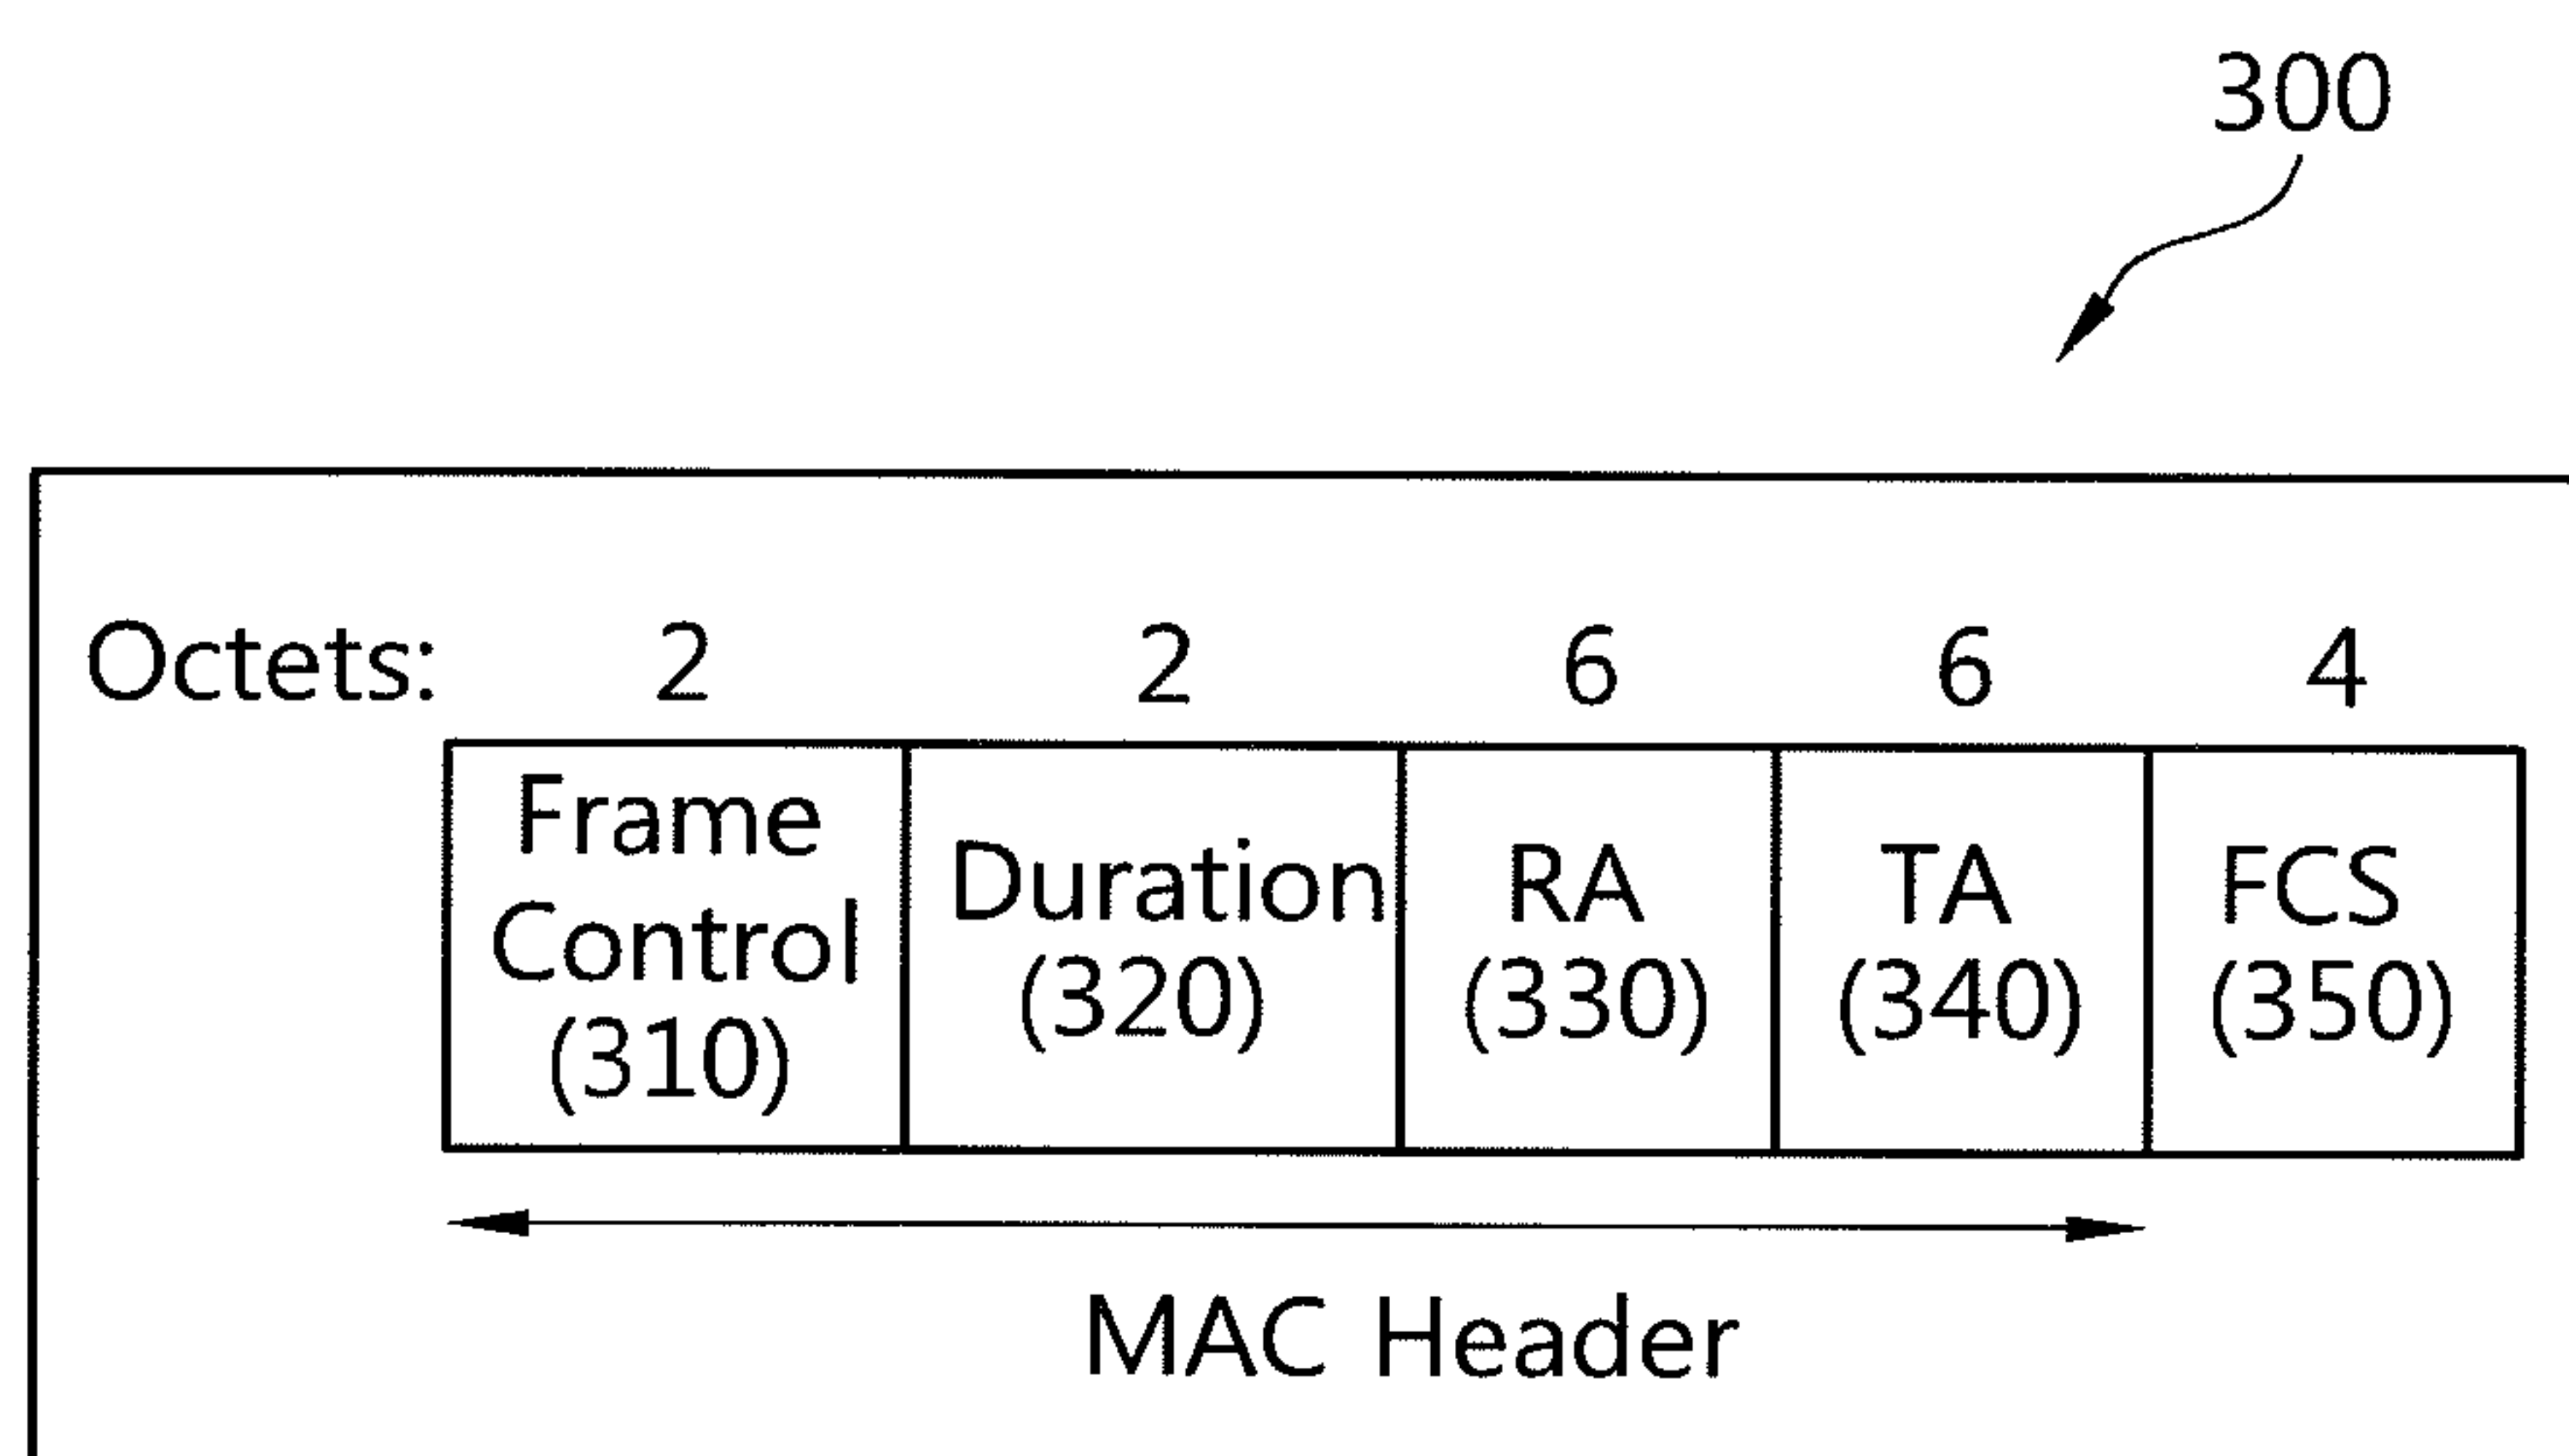 300
Octets: 2 2 6 6 4
Frame Control (310)
Duration (320)
RA (330)
TA (340)
FCS (350)
MAC Header